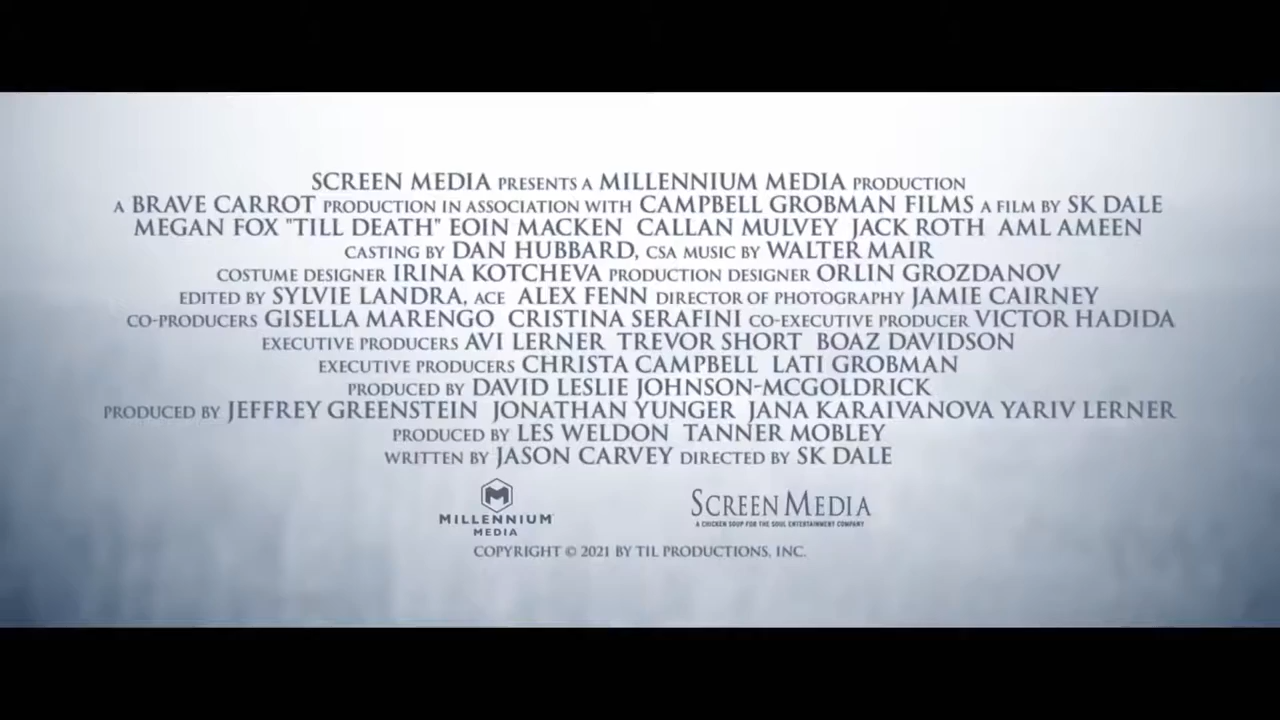 SCREEN MEDIA PRESENTS A MILLENNIUM MEDIA PRODUCTION
A BRAVE CARROT PRODUCTION IN ASSOCIATION WITH CAMPBELL GROBMAN FILMS A FILM BY SK DALE
MEGAN FOX "TILL DEATH" EOIN MACKEN CALLAN MULVEY JACK ROTH AML AMEEN
CASTING BY DAN HUBBARD, CSA MUSIC BY WALTER MAIR
COSTUME DESIGNER IRINA KOTCHEVA PRODUCTION DESIGNER ORLIN GROZDANOV
EDITED BY SYLVIE LANDRA, ACE ALEX FENN DIRECTOR OF PHOTOGRAPHY JAMIE CAIRNEY
CO-PRODUCERS GISELLA MARENGO CRISTINA SERAFINI CO-EXECUTIVE PRODUCER VICTOR HADIDA
EXECUTIVE PRODUCERS AVI LERNER TREVOR SHORT BOAZ DAVIDSON
EXECUTIVE PRODUCERS CHRISTA CAMPBELL LATI GROBMAN
PRODUCED BY DAVID LESLIE JOHNSON-MCGOLDRICK
PRODUCED BY JEFFREY GREENSTEIN JONATHAN YUNGER JANA KARAIVANOVA YARIV LERNER
PRODUCED BY LES WELDON TANNER MOBLEY
WRITTEN BY JASON CARVEY DIRECTED BY SK DALE
MILLENNIUM
MEDIA
SCREEN MEDIA
A CHICKEN SOUP FOR THE SOUL ENTERTAINMENT COMPANY
COPYRIGHT © 2021 BY TIL PRODUCTIONS, INC.